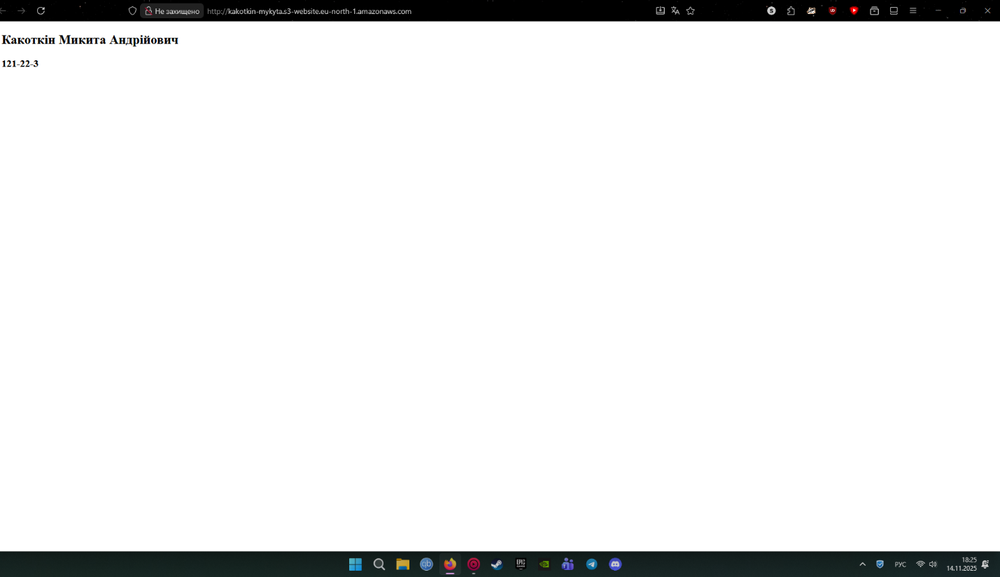 Не захищено http://kakotkin-mykyta.s3-website.eu-north-1.amazonaws.com
Какоткін Микита Андрійович
121-22-3
РУС
18:25
14.11.2025